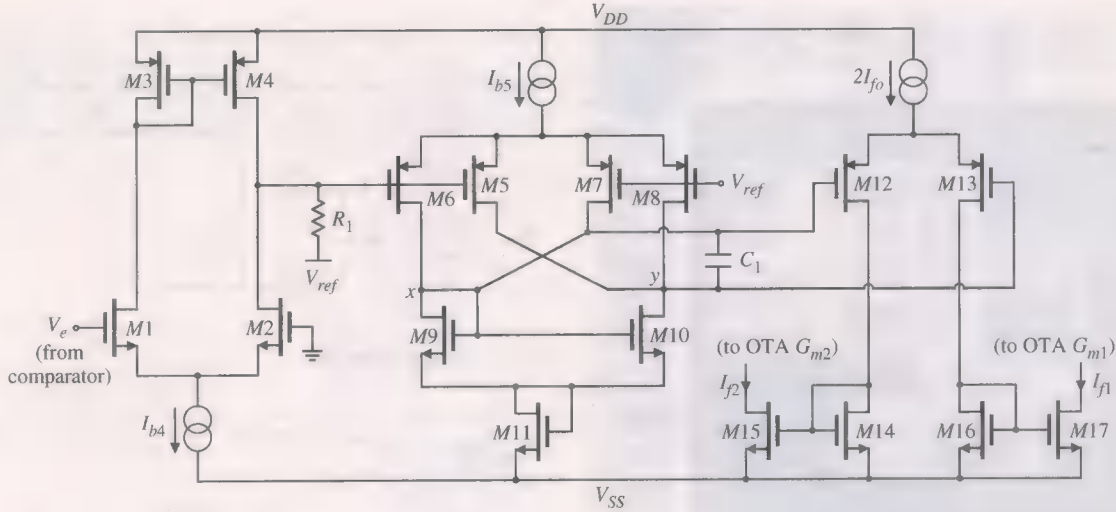 V_DD
M3
M4
I_b5
2I_fo
M6
M5
M7
M8
V_ref
M12
M13
R_1
V_ref
C_1
x
y
V_e
(from
comparator)
M1
M2
M9
M10
(to OTA G_m2)
(to OTA G_m1)
I_f2
I_f1
I_b4
M11
M15
M14
M16
M17
V_SS